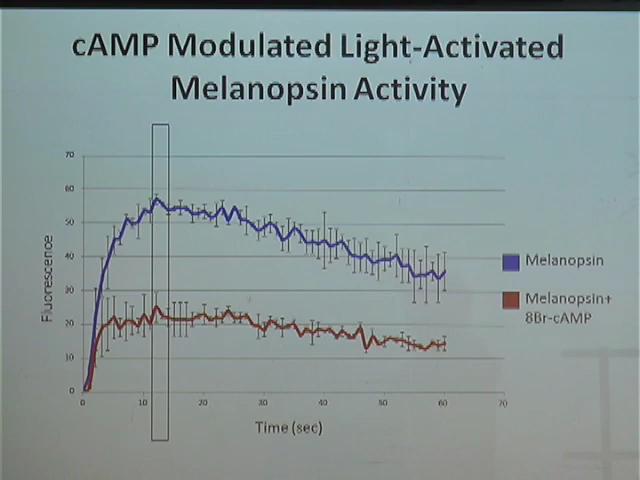 cAMP Modulated Light-Activated
Melanopsin Activity
70
60
50
40
30
20
10
0
0 10 20 30 40 50 60 70
Fluorescence
Time (sec)
Melanopsin
Melanopsin+
8Br-cAMP